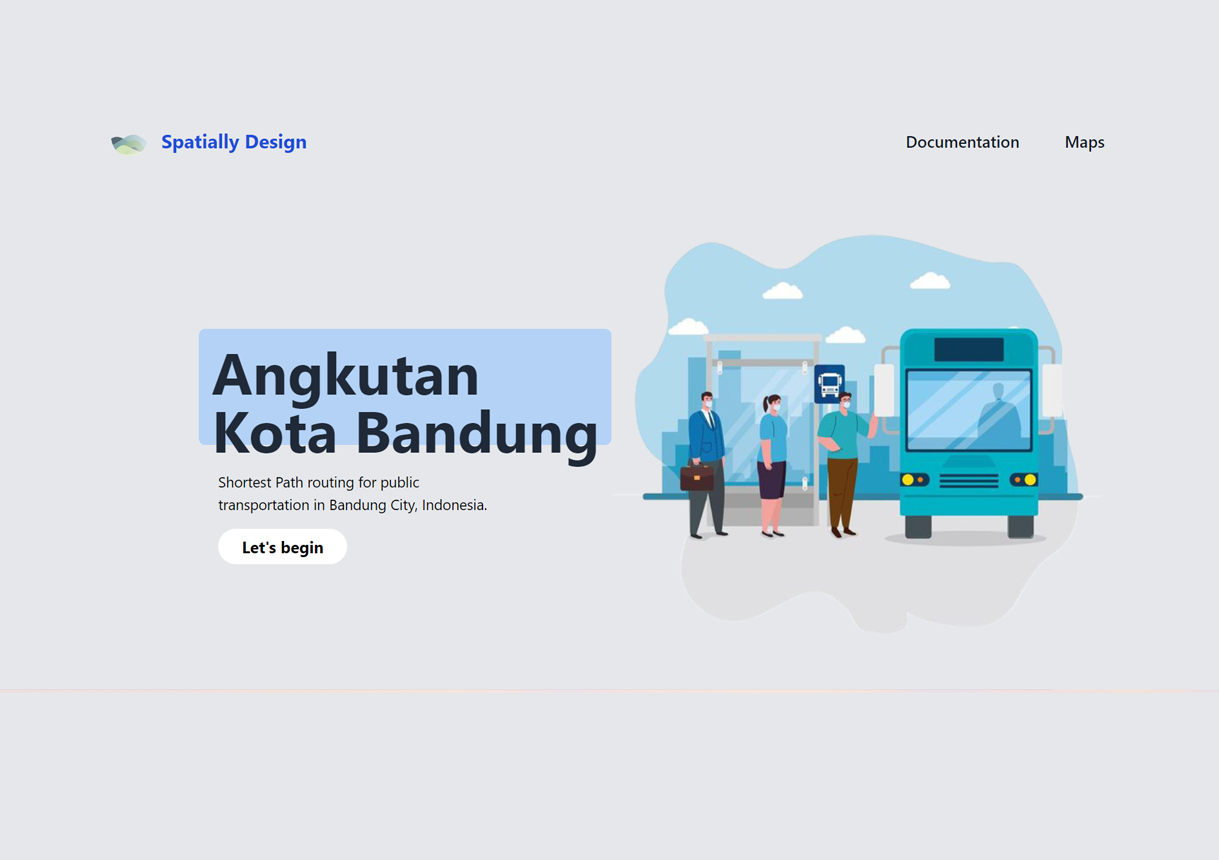 Spatially Design
Documentation
Maps
Angkutan
Kota Bandung
Shortest Path routing for public
transportation in Bandung City, Indonesia.
Let's begin